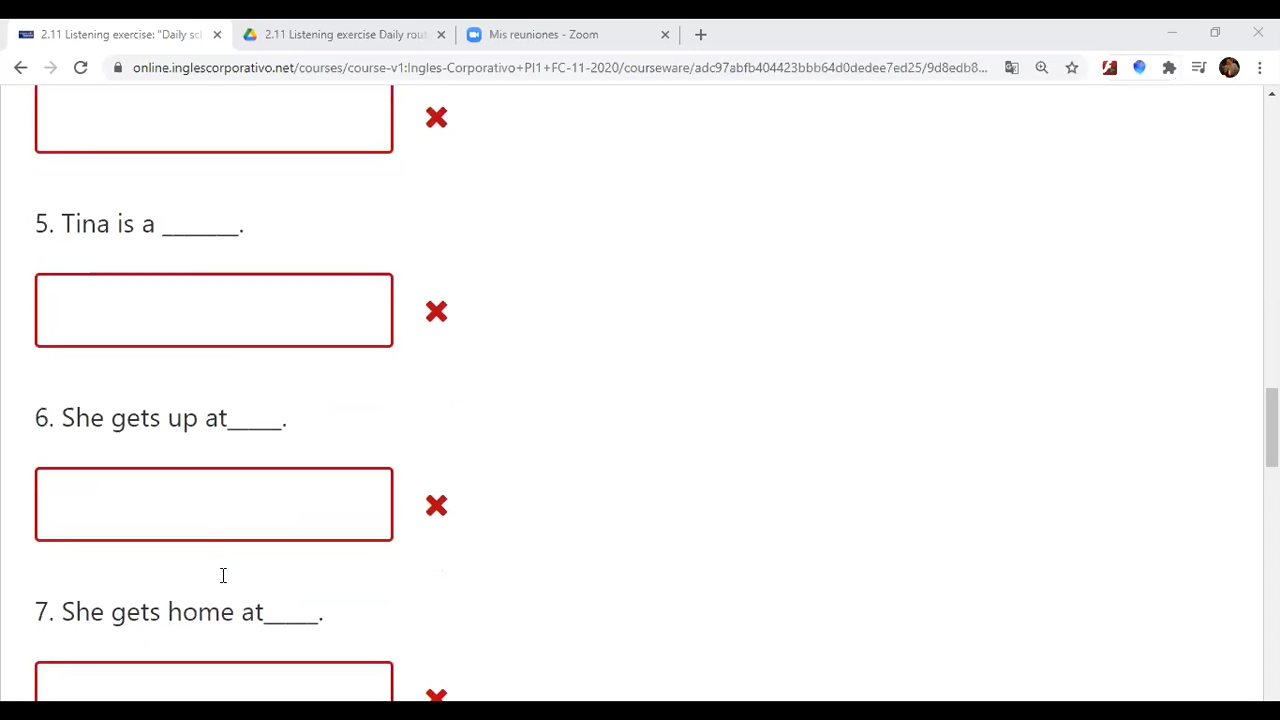 2.11 Listening exercise: "Daily scl
2.11 Listening exercise Daily rout
Mis reuniones - Zoom
online.inglescorporativo.net/courses/course-v1:Ingles-Corporativo+PI1+FC-11-2020/courseware/adc97abfb404423bbb64d0dedee7ed25/9d8edb8...
5. Tina is a _______.
6. She gets up at_____.
7. She gets home at_____.